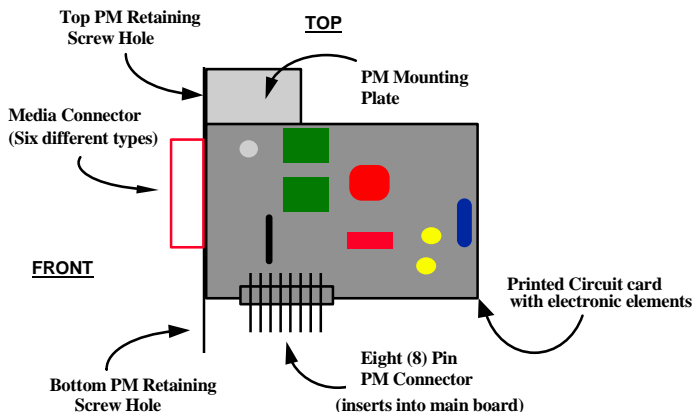 Top PM Retaining
Screw Hole
TOP
PM Mounting
Plate
Media Connector
(Six different types)
FRONT
Printed Circuit card
with electronic elements
Bottom PM Retaining
Screw Hole
Eight (8) Pin
PM Connector
(inserts into main board)